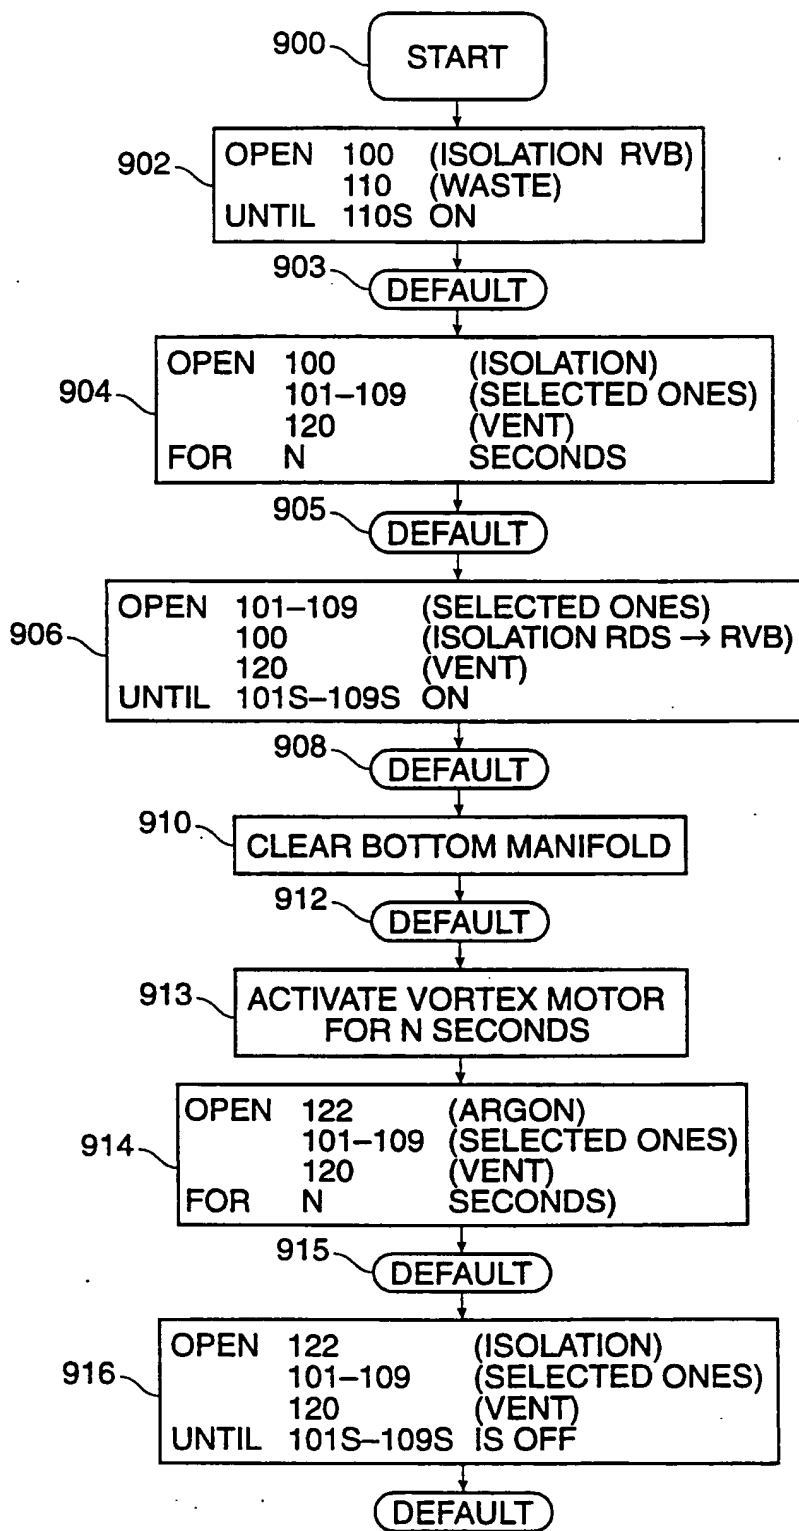 900
START
902
OPEN 100 (ISOLATION RVB)
110 (WASTE)
UNTIL 110S ON
903
DEFAULT
904
OPEN 100 (ISOLATION)
101–109 (SELECTED ONES)
120 (VENT)
FOR N SECONDS
905
DEFAULT
906
OPEN 101–109 (SELECTED ONES)
100 (ISOLATION RDS → RVB)
120 (VENT)
UNTIL 101S–109S ON
908
DEFAULT
910
CLEAR BOTTOM MANIFOLD
912
DEFAULT
913
ACTIVATE VORTEX MOTOR
FOR N SECONDS
914
OPEN 122 (ARGON)
101–109 (SELECTED ONES)
120 (VENT)
FOR N SECONDS)
915
DEFAULT
916
OPEN 122 (ISOLATION)
101–109 (SELECTED ONES)
120 (VENT)
UNTIL 101S–109S IS OFF
DEFAULT